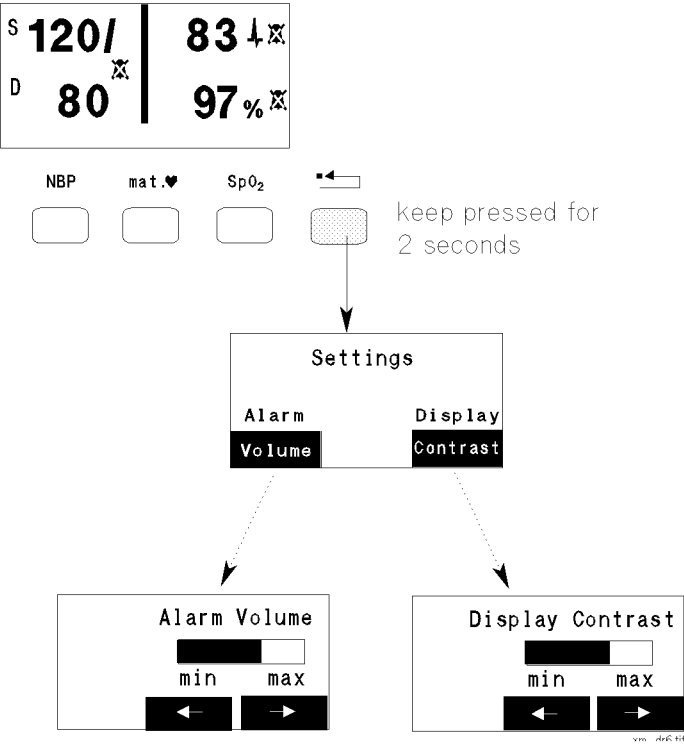 S 120/ 83
D 80 97 %
NBP mat.♥ SpO₂
keep pressed for
2 seconds
Settings
Alarm Display
Volume Contrast
Alarm Volume
min max
Display Contrast
min max